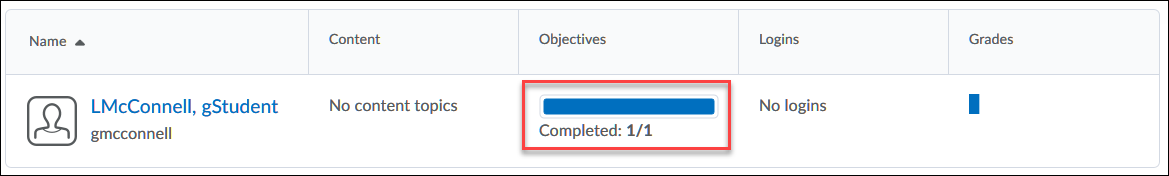 Name Content Objectives Logins Grades
LMcConnell, gStudent No content topics No logins
gmcconnell Completed: 1/1